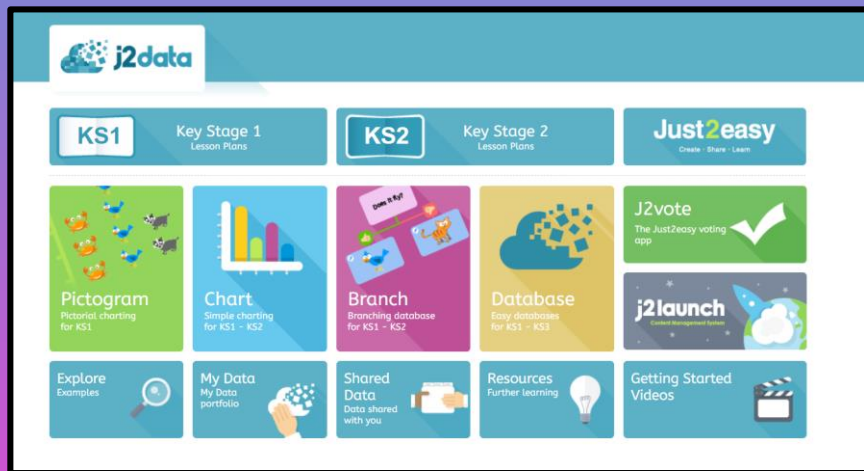 j2data
KS1
Key Stage 1
Lesson Plans
KS2
Key Stage 2
Lesson Plans
Just2easy
Create · Share · Learn
Pictogram
Pictorial charting
for KS1
Chart
Simple charting
for KS1 - KS2
Does it fly?
Branch
Branching database
for KS1 - KS2
Database
Easy databases
for KS1 - KS3
J2vote
The Just2easy voting
app
j2launch
Content Management System
Explore
Examples
My Data
My Data
portfolio
Shared
Data
Data shared
with you
Resources
Further learning
Getting Started
Videos